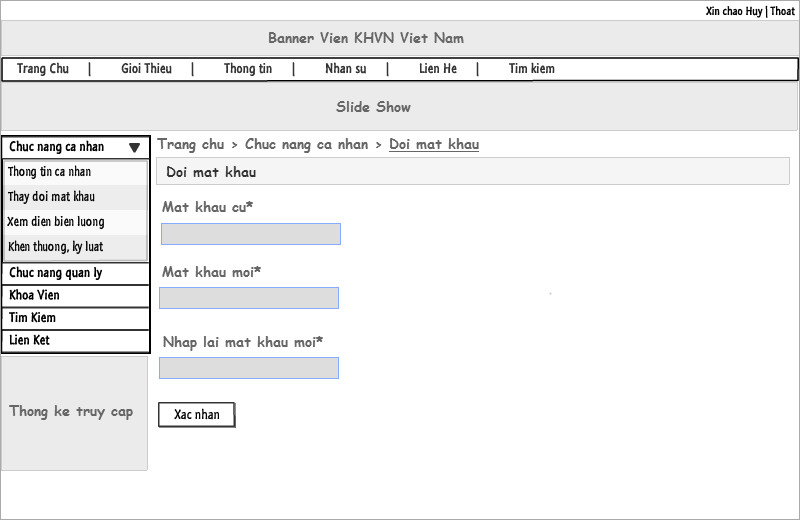 Xin chao Huy | Thoat
Banner Vien KHVN Viet Nam
Trang Chu | Gioi Thieu | Thong tin | Nhan su | Lien He | Tim kiem
Slide Show
Chuc nang ca nhan
Thong tin ca nhan
Thay doi mat khau
Xem dien bien luong
Khen thuong, ky luat
Chuc nang quan ly
Khoa Vien
Tim Kiem
Lien Ket
Thong ke truy cap
Trang chu > Chuc nang ca nhan > Doi mat khau
Doi mat khau
Mat khau cu*
Mat khau moi*
Nhap lai mat khau moi*
Xac nhan